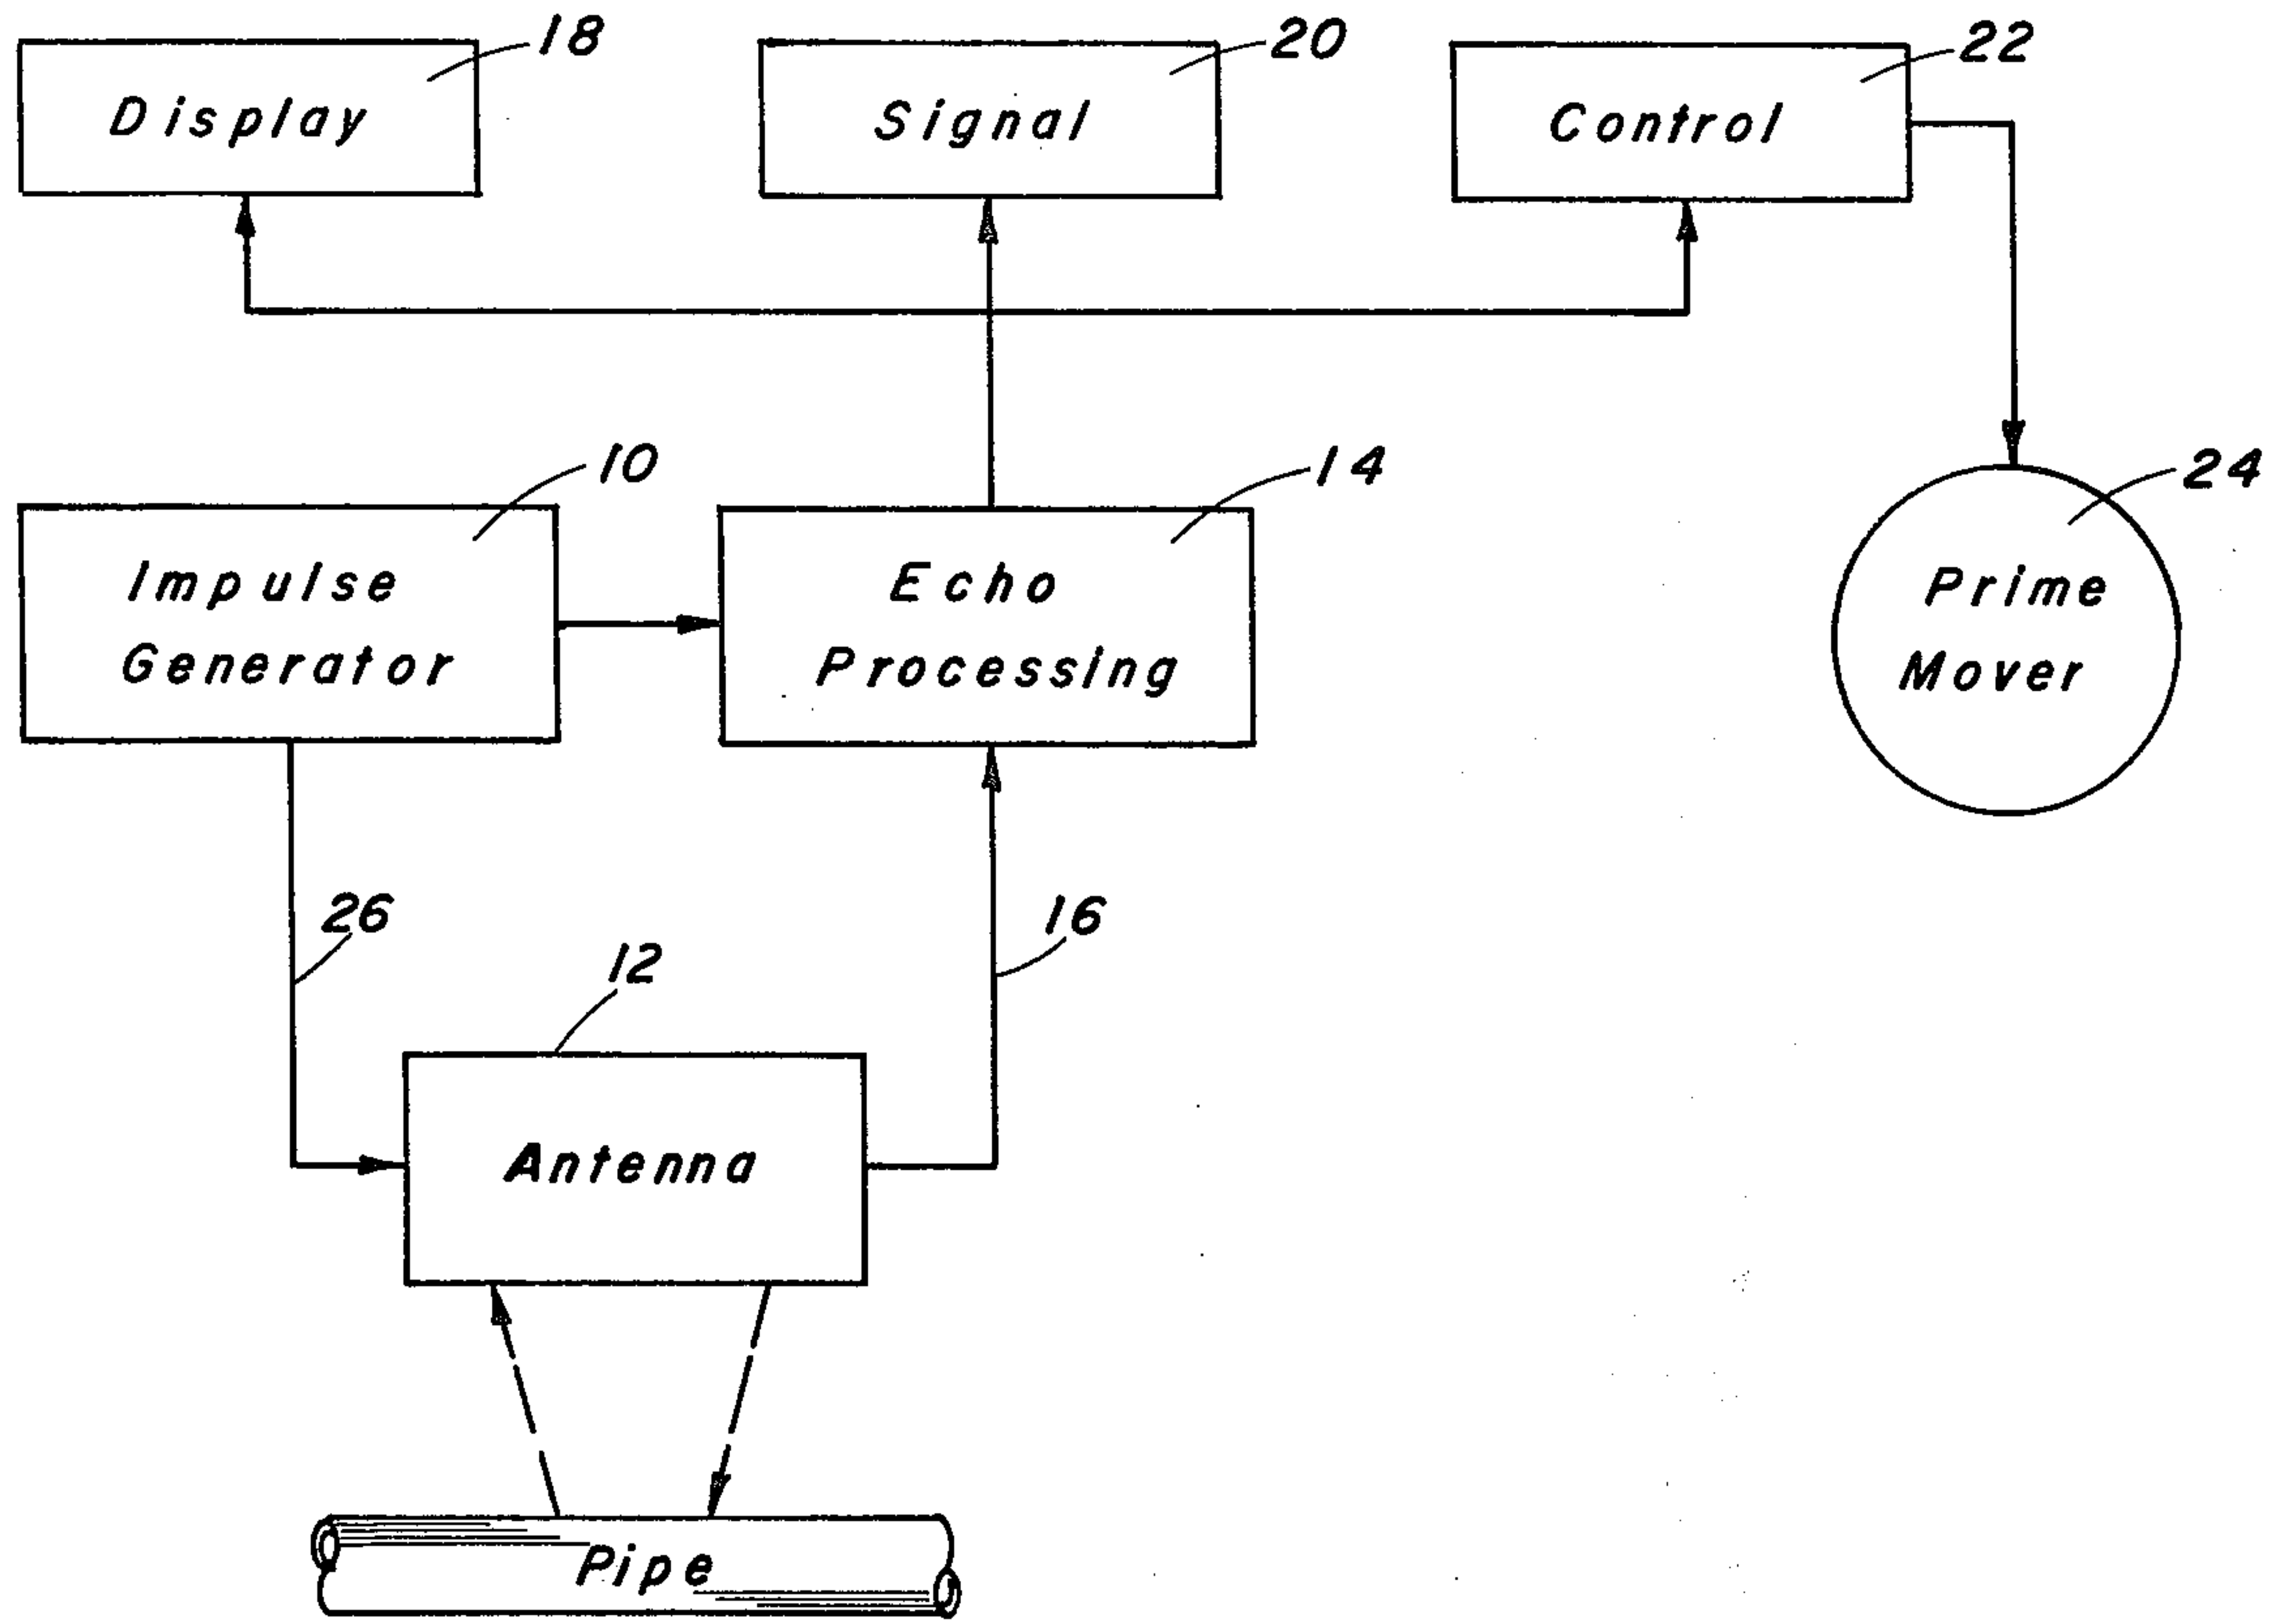 18
20
22
Display
Signal
Control
10
14
24
Impulse
Generator
Echo
Processing
Prime
Mover
26
16
12
Antenna
Pipe